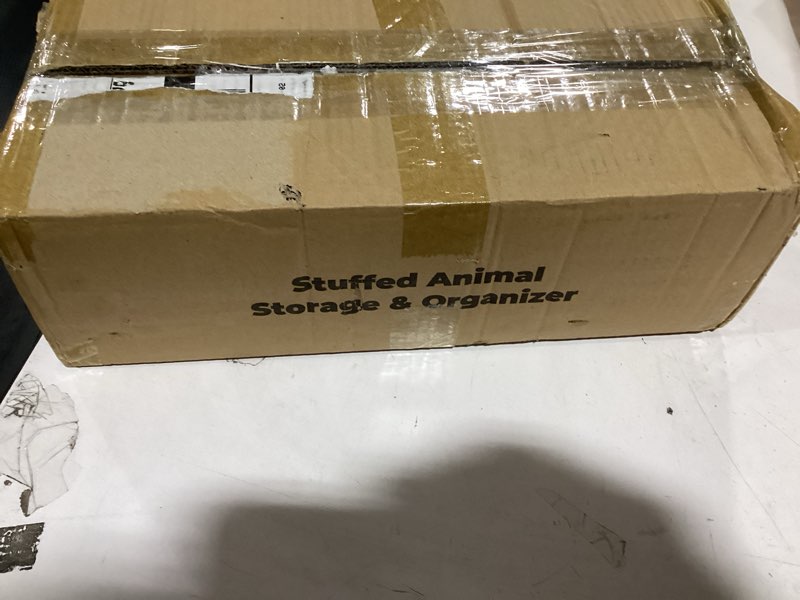 Stuffed Animal
Storage & Organizer